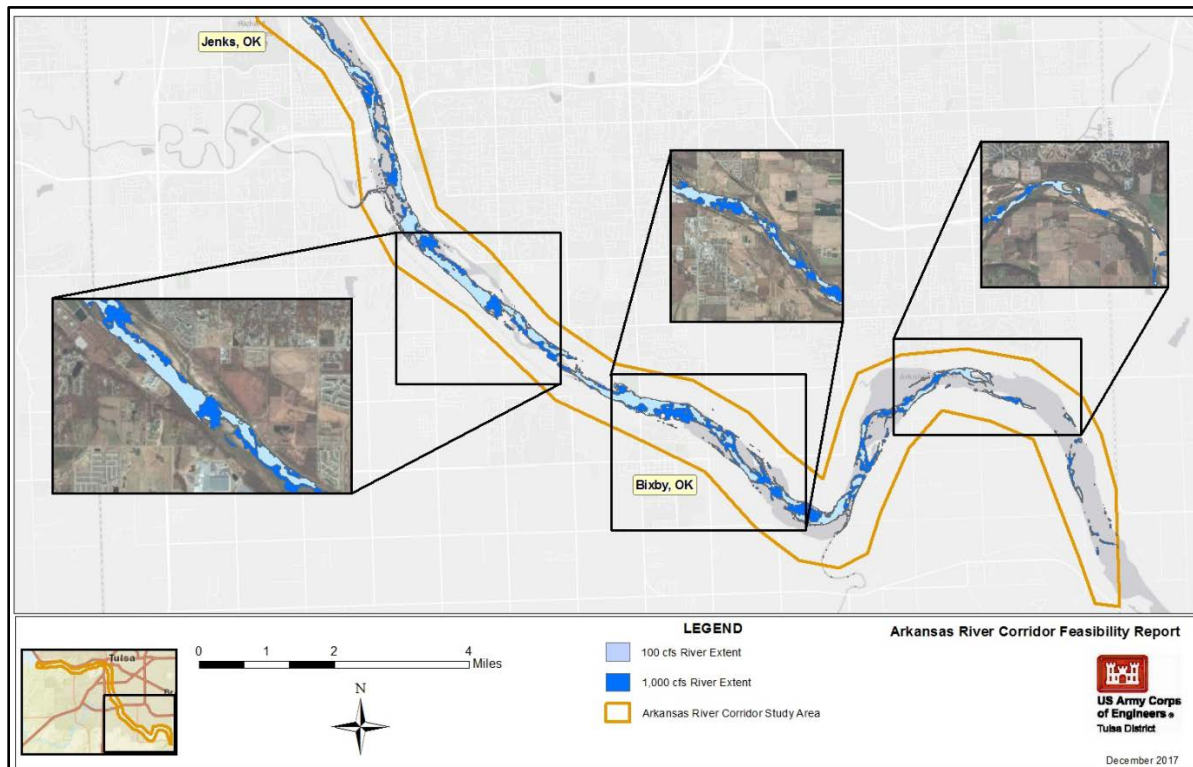 Jenks, OK
Bixby, OK
Tulsa
0
1
2
4
Miles
N
LEGEND
100 cfs River Extent
1,000 cfs River Extent
Arkansas River Corridor Study Area
Arkansas River Corridor Feasibility Report
US Army Corps
of Engineers ®
Tulsa District
December 2017